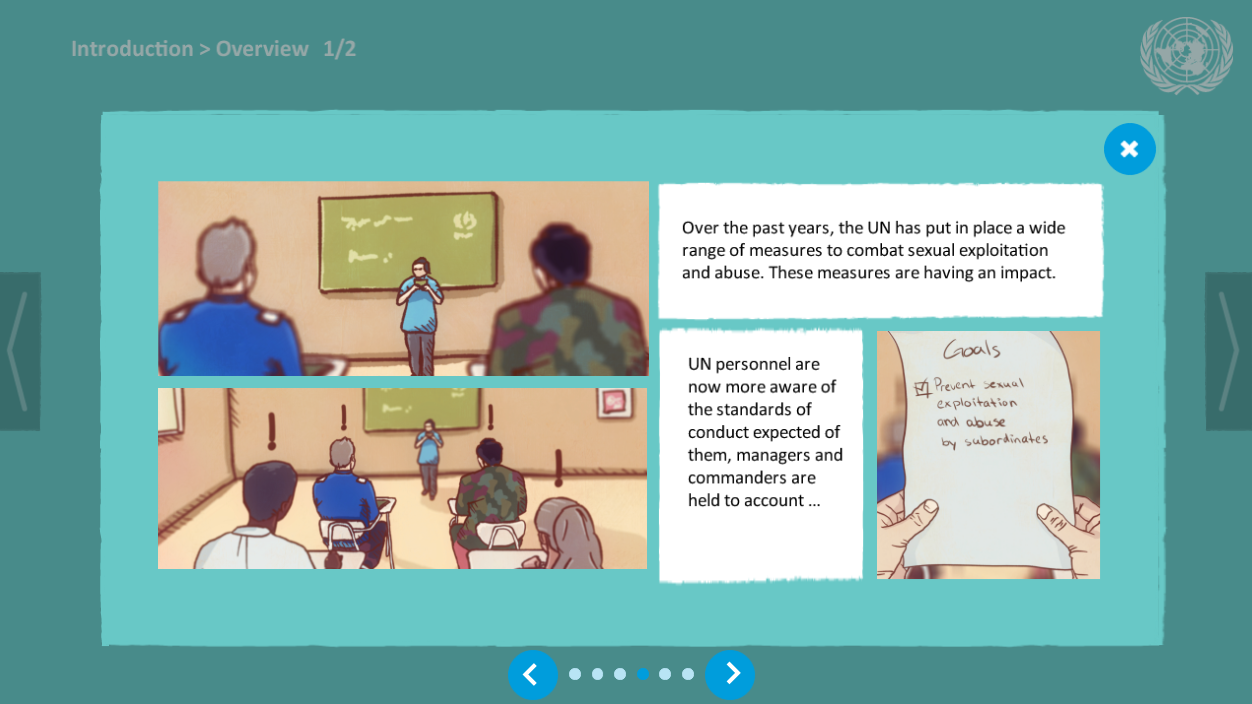 Introduction > Overview 1/2
Over the past years, the UN has put in place a wide
range of measures to combat sexual exploitation
and abuse. These measures are having an impact.
UN personnel are
now more aware of
the standards of
conduct expected of
them, managers and
commanders are
held to account ...
Goals
Prevent sexual
exploitation
and abuse
by subordinates
! ! ! !